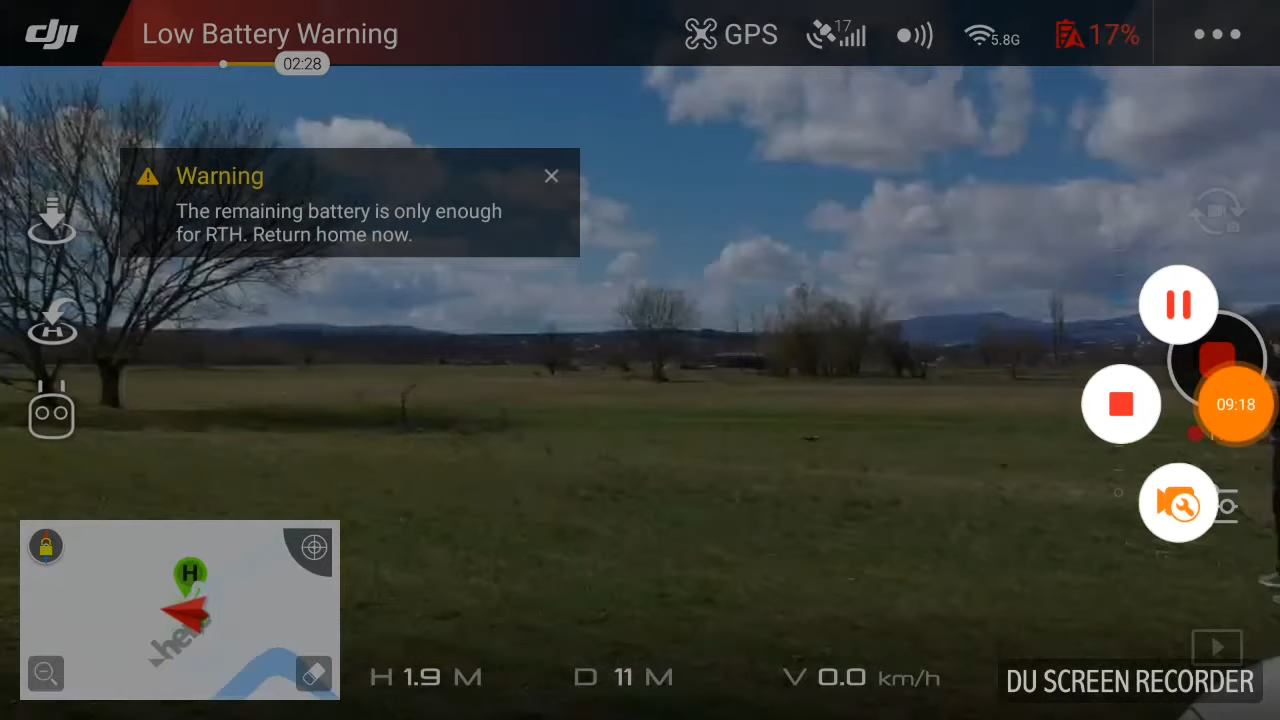 dji
Low Battery Warning
GPS
17
5.8G
17%
02:28
Warning
The remaining battery is only enough
for RTH. Return home now.
09:18
H
here
H 1.9 M
D 11 M
V 0.0 km/h
DU SCREEN RECORDER